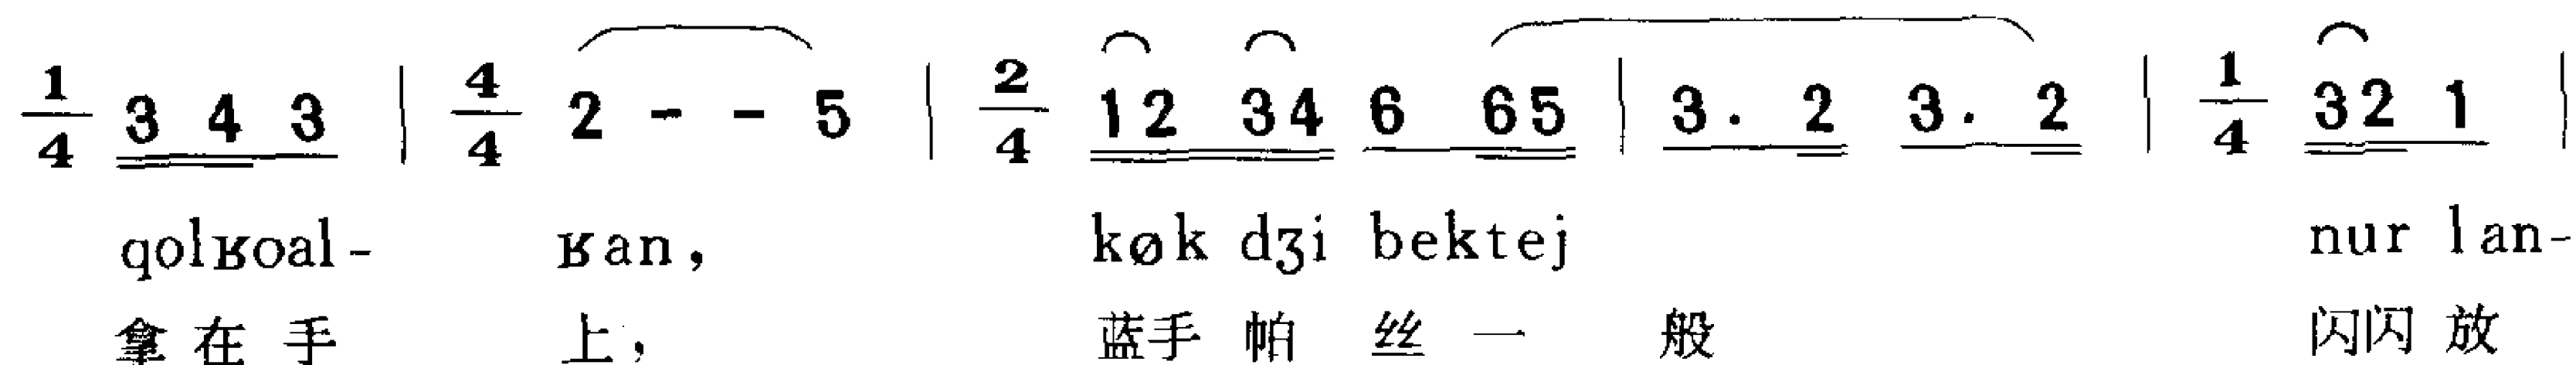 1/4 3 4 3 | 4/4 2 - - 5 | 2/4 12 34 6 65 | 3. 2 3. 2 | 1/4 32 1 |
qolʁoal- ʁan, køk dʒi bektej nur lan-
拿在手 上, 蓝手 帕 丝 一 般 闪闪 放